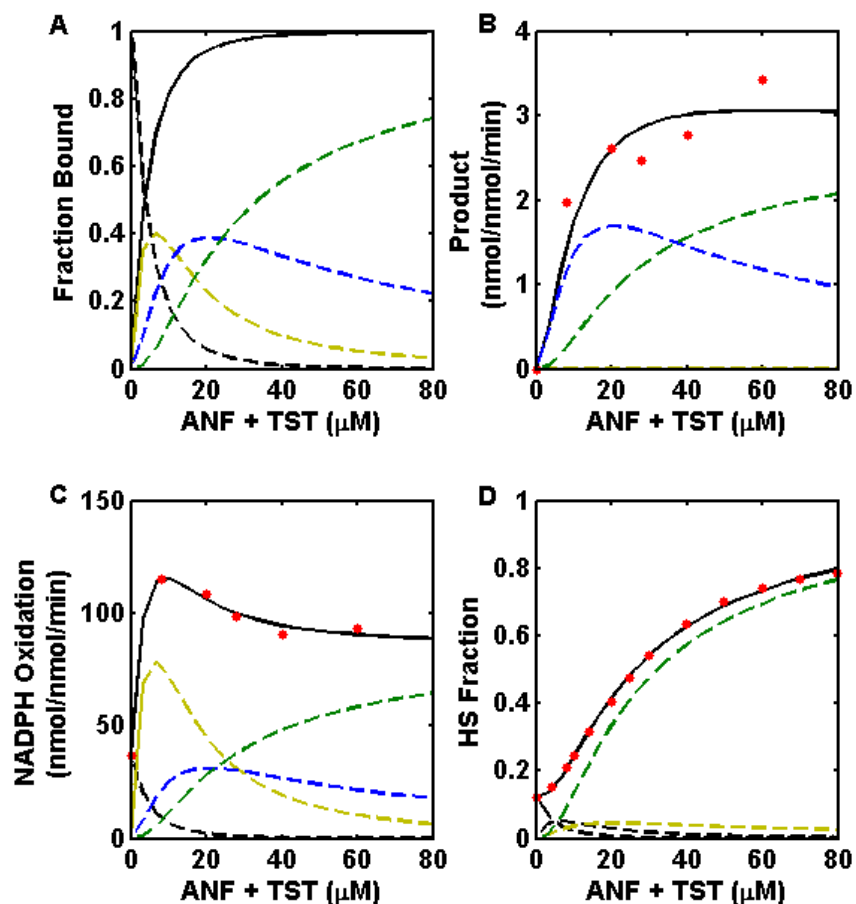 A
Fraction Bound
1
0.8
0.6
0.4
0.2
0
0 20 40 60 80
ANF + TST (μM)
B
Product
(nmol/nmol/min)
4
3
2
1
0
0 20 40 60 80
ANF + TST (μM)
C
NADPH Oxidation
(nmol/nmol/min)
150
100
50
0
0 20 40 60 80
ANF + TST (μM)
D
HS Fraction
1
0.8
0.6
0.4
0.2
0
0 20 40 60 80
ANF + TST (μM)